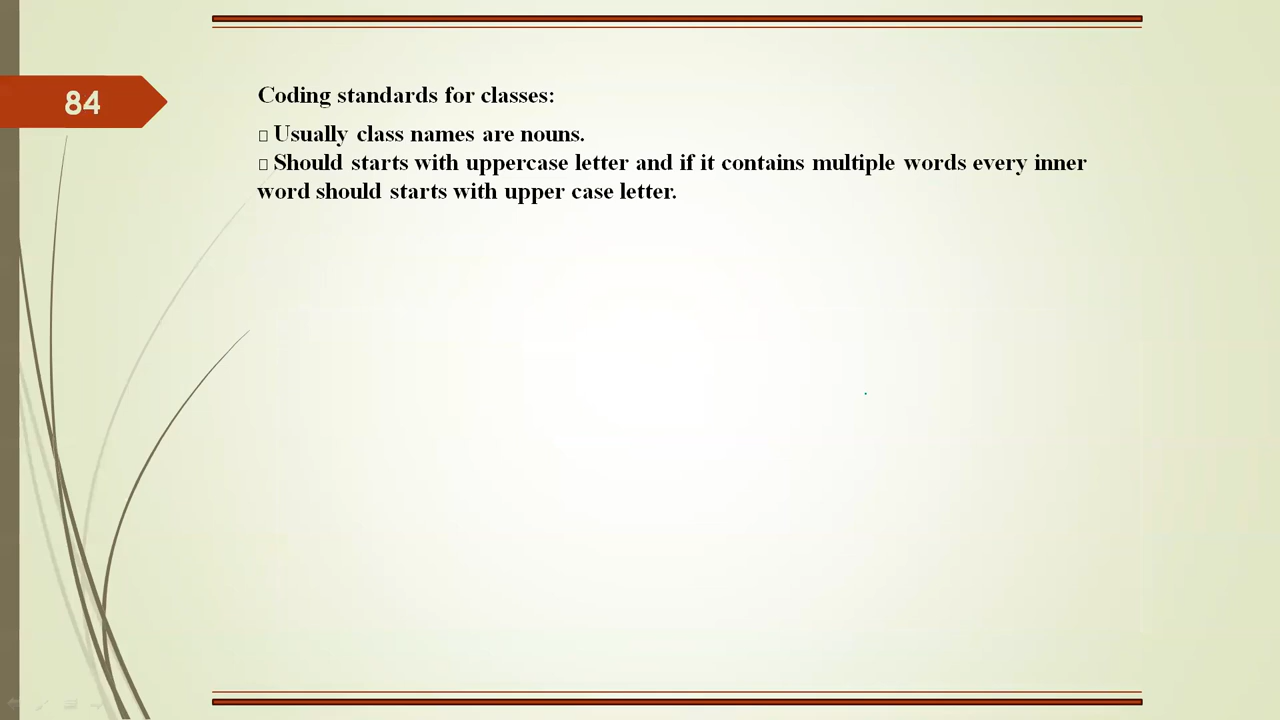 84
Coding standards for classes:
Usually class names are nouns.
Should starts with uppercase letter and if it contains multiple words every inner
word should starts with upper case letter.